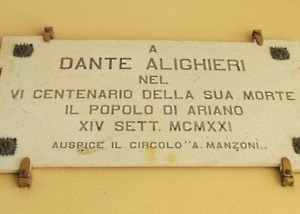 A
DANTE ALIGHIERI
NEL
VI CENTENARIO DELLA SUA MORTE
IL POPOLO DI ARIANO
XIV SETT. MCMXXI
AUSPICE IL CIRCOLO "A. MANZONI„